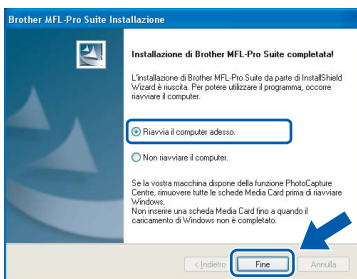 Brother MFL-Pro Suite Installazione
Installazione di Brother MFL-Pro Suite completata!
L'installazione di Brother MFL-Pro Suite da parte di InstallShield
Wizard è riuscita. Per potere utilizzare il programma, occorre
riavviare il computer.
Riavvia il computer adesso.
Non riavviare il computer.
Se la vostra macchina dispone della funzione PhotoCapture
Centre, rimuovere tutte le schede Media Card prima di riavviare
Windows.
Non inserire una scheda Media Card fino a quando il
caricamento di Windows non è completato.
< Indietro Fine Annulla